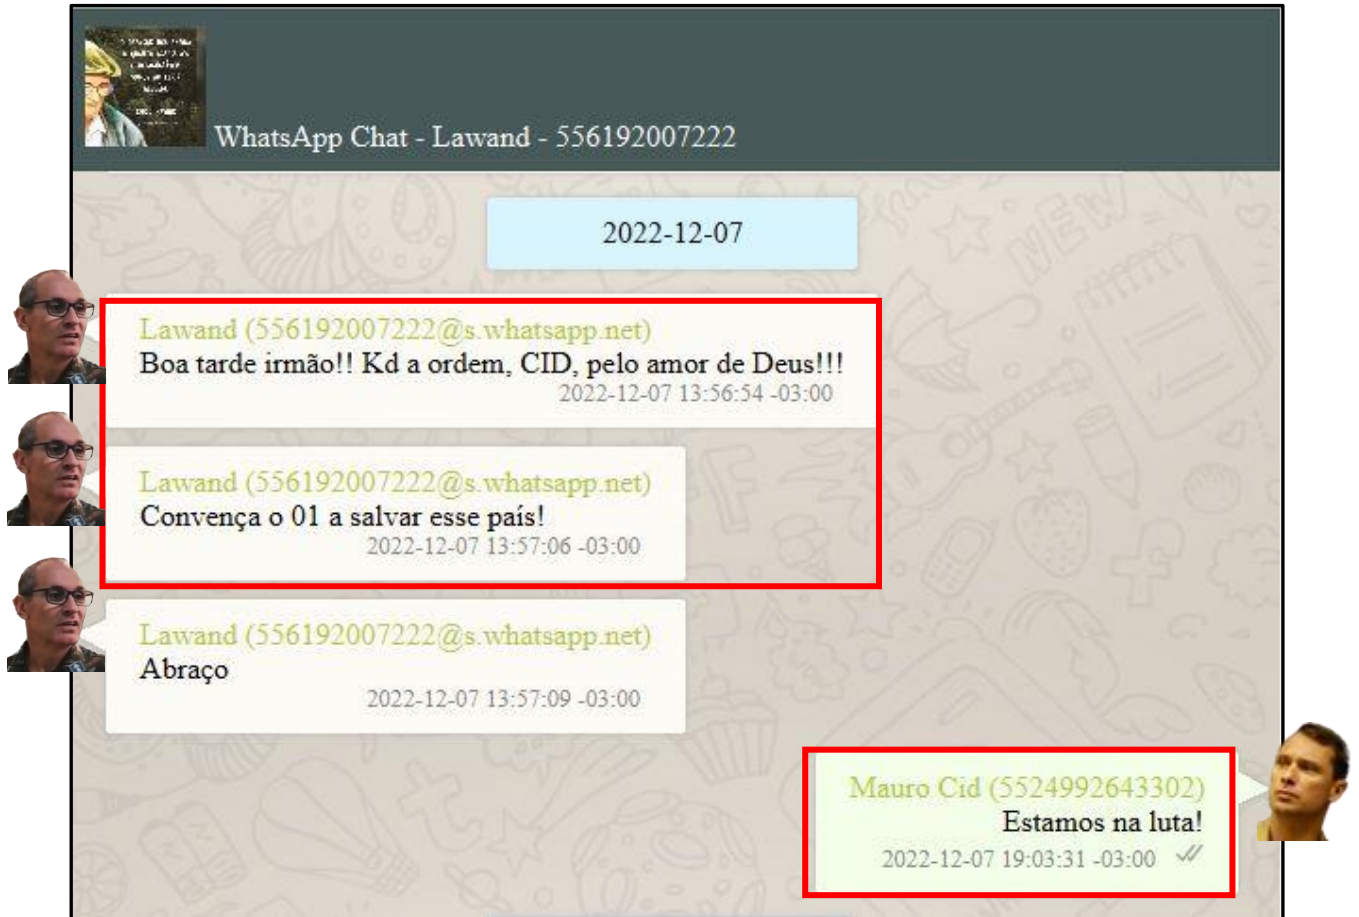 WhatsApp Chat - Lawand - 556192007222
2022-12-07
Lawand (556192007222@s.whatsapp.net)
Boa tarde irmão!! Kd a ordem, CID, pelo amor de Deus!!!
2022-12-07 13:56:54 -03:00
Lawand (556192007222@s.whatsapp.net)
Convença o 01 a salvar esse país!
2022-12-07 13:57:06 -03:00
Lawand (556192007222@s.whatsapp.net)
Abraço
2022-12-07 13:57:09 -03:00
Mauro Cid (5524992643302)
Estamos na luta!
2022-12-07 19:03:31 -03:00